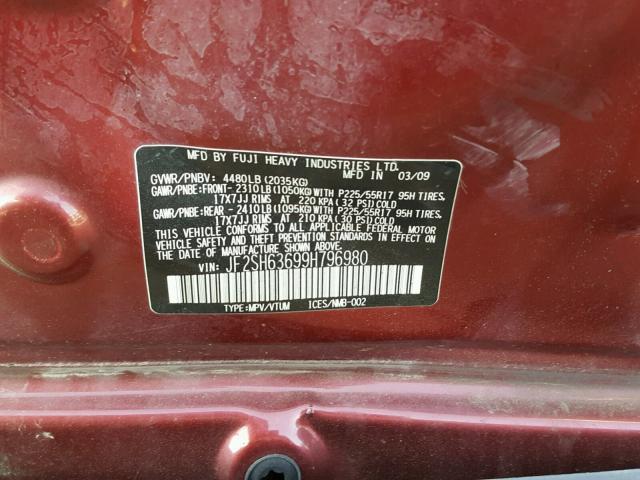 MFD BY FUJI HEAVY INDUSTRIES LTD.
MFD IN 03/09
GVWR/PNBV: 4480LB (2035KG)
GAWR/PNBE: FRONT- 2310LB (1050KG) WITH P225/55R17 95H TIRES,
17X7JJ RIMS AT 220 KPA (32 PSI) COLD
GAWR/PNBE: REAR - 2410LB (1095KG) WITH P225/55R17 95H TIRES,
17X7JJ RIMS AT 210 KPA (30 PSI) COLD
THIS VEHICLE CONFORMS TO ALL APPLICABLE FEDERAL MOTOR
VEHICLE SAFETY AND THEFT PREVENTION STANDARDS IN
EFFECT ON THE DATE OF MANUFACTURE SHOWN ABOVE.
VIN: JF2SH63699H796980
TYPE:MPV/VTUM ICES/NMB-002